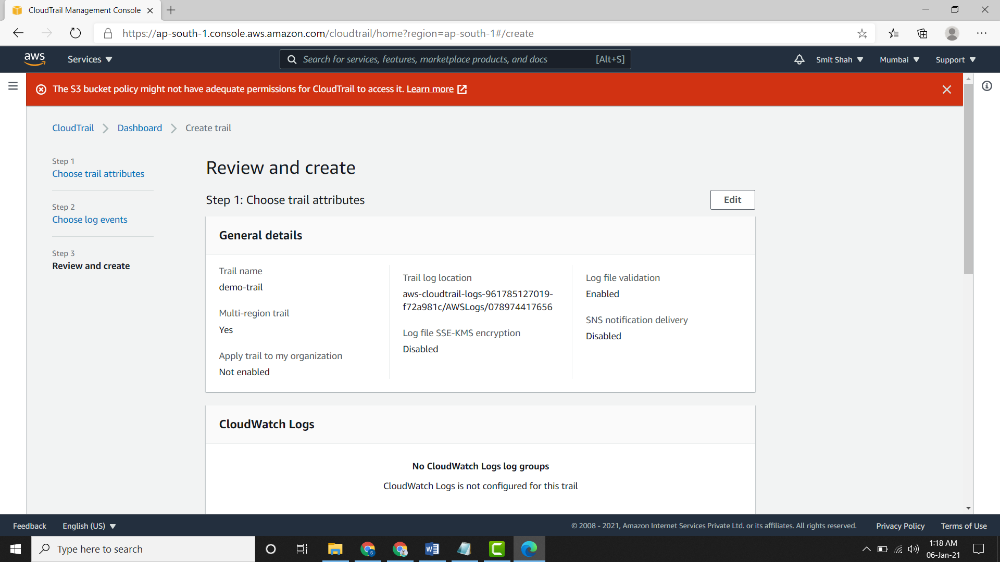 CloudTrail Management Console
https://ap-south-1.console.aws.amazon.com/cloudtrail/home?region=ap-south-1#/create
aws
Services
Search for services, features, marketplace products, and docs
[Alt+S]
Smit Shah
Mumbai
Support
The S3 bucket policy might not have adequate permissions for CloudTrail to access it. Learn more
CloudTrail
Dashboard
Create trail
Step 1
Choose trail attributes
Step 2
Choose log events
Step 3
Review and create
Review and create
Step 1: Choose trail attributes
Edit
General details
Trail name
demo-trail
Multi-region trail
Yes
Apply trail to my organization
Not enabled
Trail log location
aws-cloudtrail-logs-961785127019-
f72a981c/AWSLogs/078974417656
Log file SSE-KMS encryption
Disabled
Log file validation
Enabled
SNS notification delivery
Disabled
CloudWatch Logs
No CloudWatch Logs log groups
CloudWatch Logs is not configured for this trail
Feedback
English (US)
© 2008 - 2021, Amazon Internet Services Private Ltd. or its affiliates. All rights reserved.
Privacy Policy
Terms of Use
Type here to search
1:18 AM
06-Jan-21